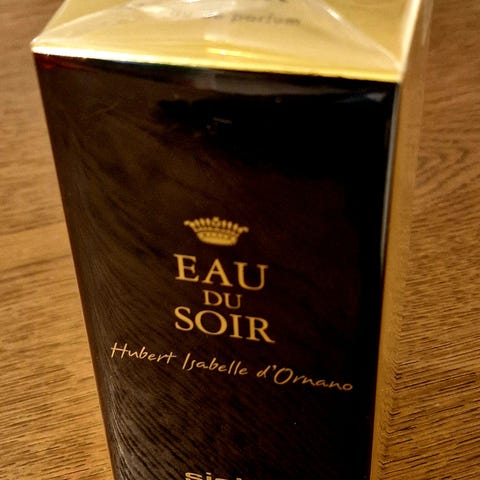 parfum
EAU
DU
SOIR
Hubert Isabelle d'Ornano